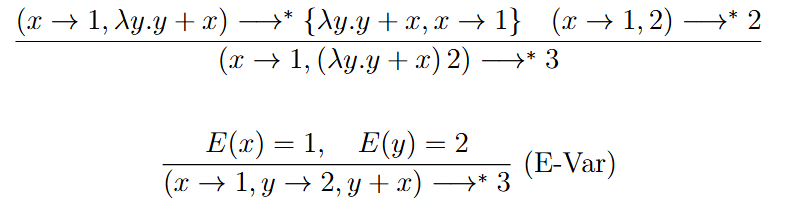 (x → 1, λy.y + x) ⟶* {λy.y + x, x → 1} (x → 1, 2) ⟶* 2
(x → 1, (λy.y + x) 2) ⟶* 3
E(x) = 1, E(y) = 2
(E-Var)
(x → 1, y → 2, y + x) ⟶* 3